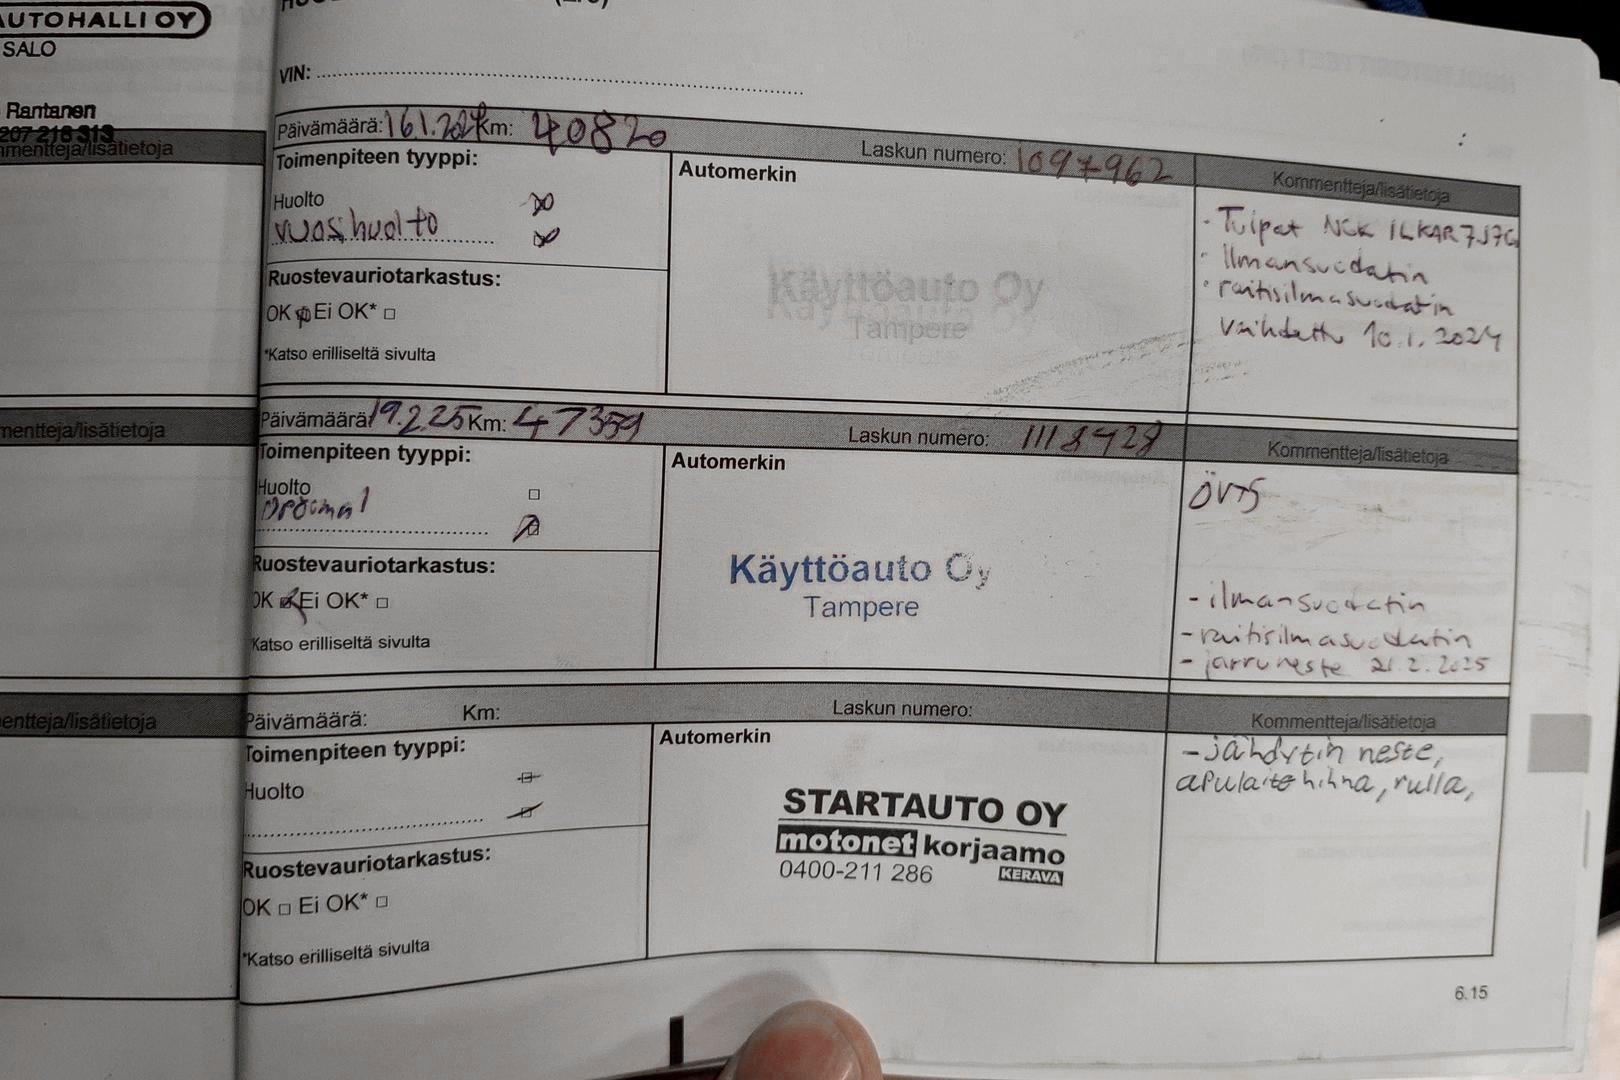 AUTOHALLI OY
SALO
Rantanen
207 216 313
mmentteja/lisätietoja
mentteja/lisätietoja
entteja/lisätietoja
VIN:
Päivämäärä: 16.1.2024 Km: 40820
Laskun numero: 1097962
Kommentteja/lisätietoja
Toimenpiteen tyyppi:
Huolto
vuosihuolto
Ruostevauriotarkastus:
OK Ei OK*
*Katso erilliseltä sivulta
Automerkin
Käyttöauto Oy
Tampere
- Tulpat NGK ILKAR7J7G
- Ilmansuodatin
- raitisilmasuodatin
vaihdettu 10.1.2024
Päivämäärä 19.2.25 Km: 47359
Laskun numero: 1118428
Kommentteja/lisätietoja
Toimenpiteen tyyppi:
Huolto
Ruostevauriotarkastus:
OK Ei OK*
Katso erilliseltä sivulta
Automerkin
Käyttöauto Oy
Tampere
ÖVTS
- ilmansuodatin
- raitisilmasuodatin
- jarruneste 21.2.2025
Päivämäärä:
Km:
Laskun numero:
Kommentteja/lisätietoja
Toimenpiteen tyyppi:
Huolto
Ruostevauriotarkastus:
OK Ei OK*
*Katso erilliseltä sivulta
Automerkin
STARTAUTO OY
motonet korjaamo
0400-211 286 KERAVA
- jähdytin neste,
apulaitehihna, rulla,
6.15